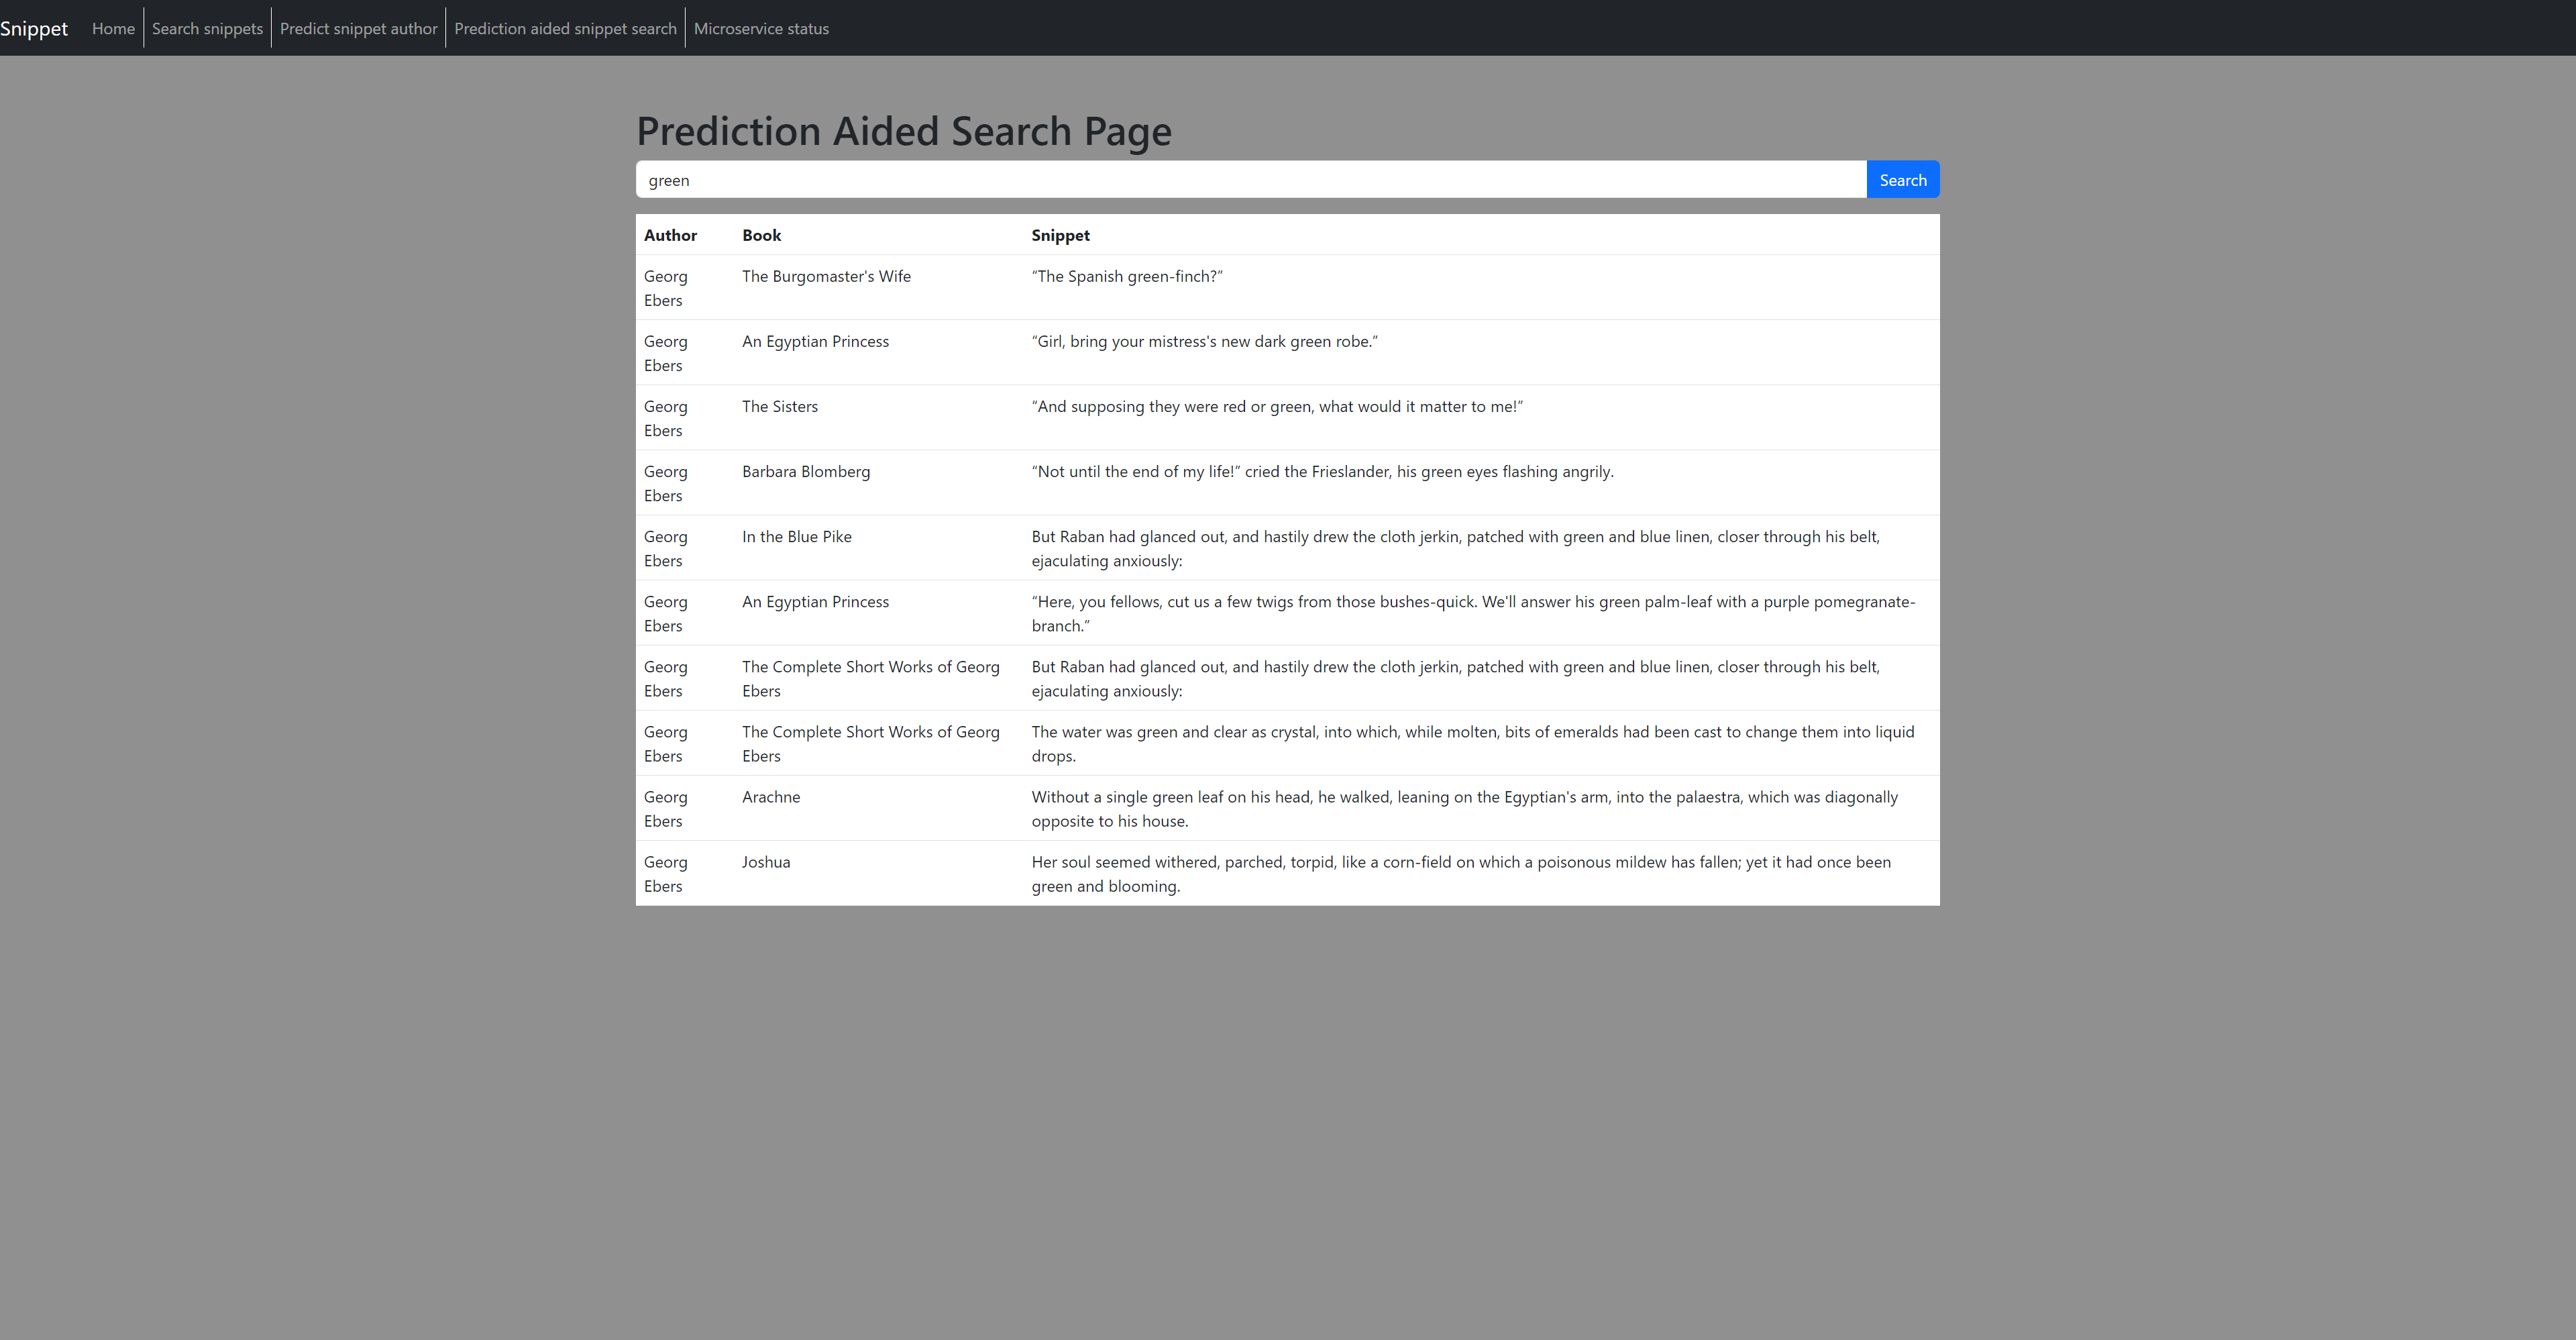 Snippet Home Search snippets Predict snippet author Prediction aided snippet search Microservice status
Prediction Aided Search Page
green Search
Author Book Snippet
Georg Ebers The Burgomaster's Wife “The Spanish green-finch?”
Georg Ebers An Egyptian Princess “Girl, bring your mistress's new dark green robe.”
Georg Ebers The Sisters “And supposing they were red or green, what would it matter to me!”
Georg Ebers Barbara Blomberg “Not until the end of my life!” cried the Frieslander, his green eyes flashing angrily.
Georg Ebers In the Blue Pike But Raban had glanced out, and hastily drew the cloth jerkin, patched with green and blue linen, closer through his belt,
ejaculating anxiously:
Georg Ebers An Egyptian Princess “Here, you fellows, cut us a few twigs from those bushes-quick. We'll answer his green palm-leaf with a purple pomegranate-
branch.”
Georg Ebers The Complete Short Works of Georg Ebers But Raban had glanced out, and hastily drew the cloth jerkin, patched with green and blue linen, closer through his belt,
ejaculating anxiously:
Georg Ebers The Complete Short Works of Georg Ebers The water was green and clear as crystal, into which, while molten, bits of emeralds had been cast to change them into liquid
drops.
Georg Ebers Arachne Without a single green leaf on his head, he walked, leaning on the Egyptian's arm, into the palaestra, which was diagonally
opposite to his house.
Georg Ebers Joshua Her soul seemed withered, parched, torpid, like a corn-field on which a poisonous mildew has fallen; yet it had once been
green and blooming.